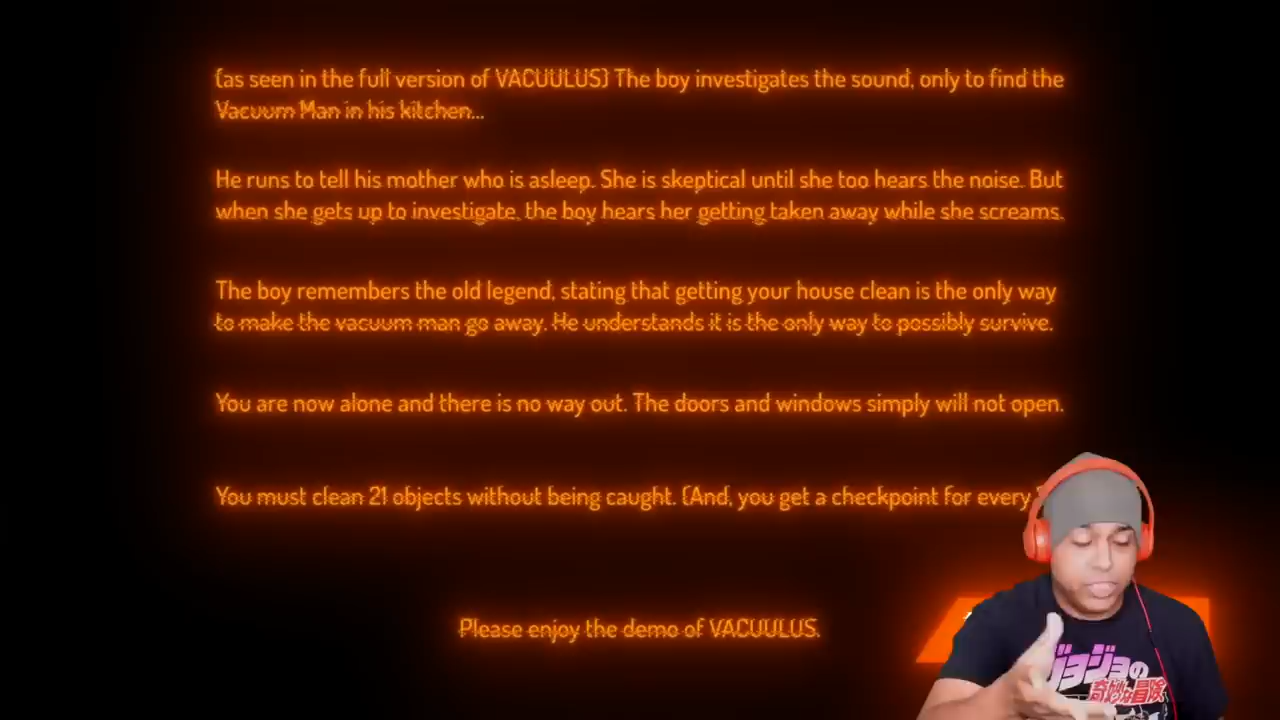 (as seen in the full version of VACUULUS) The boy investigates the sound, only to find the
Vacuum Man in his kitchen...
He runs to tell his mother who is asleep. She is skeptical until she too hears the noise. But
when she gets up to investigate, the boy hears her getting taken away while she screams.
The boy remembers the old legend, stating that getting your house clean is the only way
to make the vacuum man go away. He understands it is the only way to possibly survive.
You are now alone and there is no way out. The doors and windows simply will not open.
You must clean 21 objects without being caught. (And, you get a checkpoint for every
Please enjoy the demo of VACUULUS.
ジョジョの
奇妙な冒険